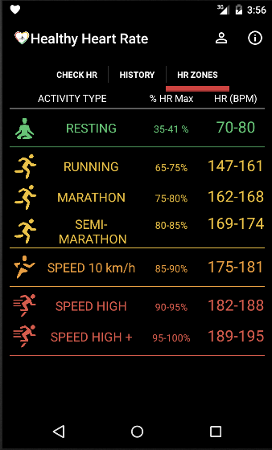 3G 3:56
Healthy Heart Rate
CHECK HR HISTORY HR ZONES
ACTIVITY TYPE % HR Max HR (BPM)
RESTING 35-41 % 70-80
RUNNING 65-75% 147-161
MARATHON 75-80% 162-168
SEMI-
MARATHON 80-85% 169-174
SPEED 10 km/h 85-90% 175-181
SPEED HIGH 90-95% 182-188
SPEED HIGH + 95-100% 189-195